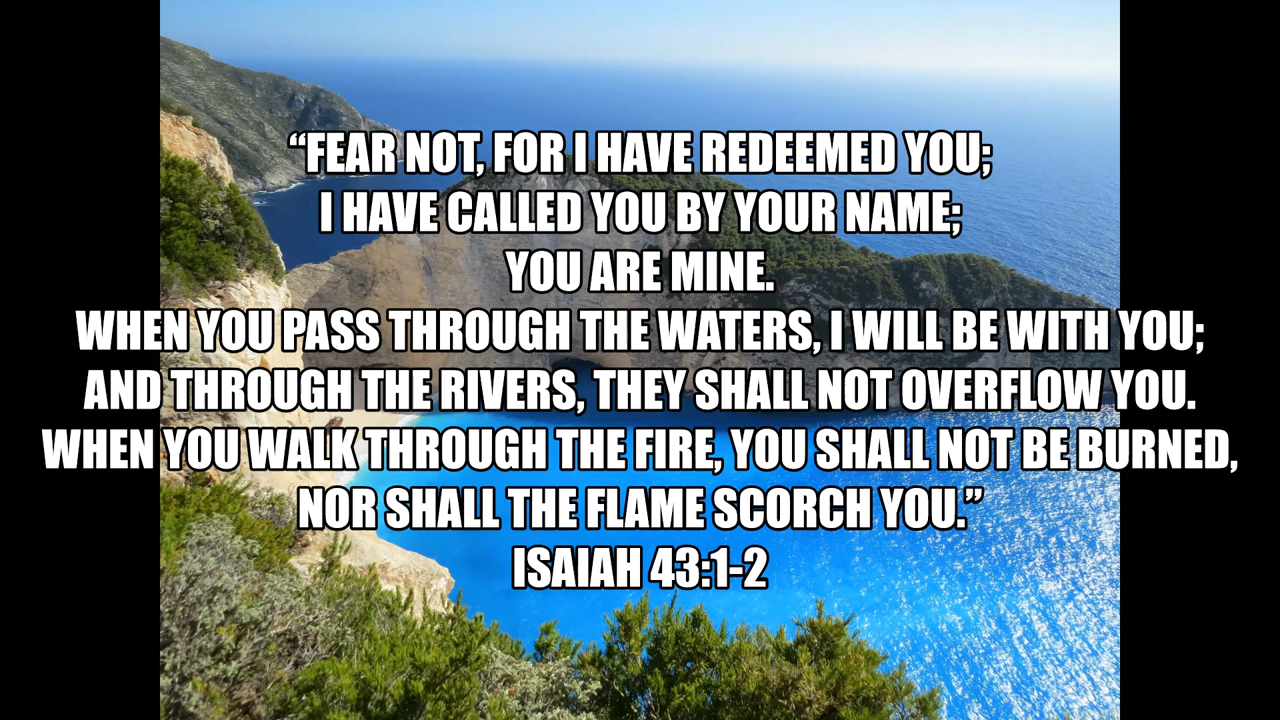 “FEAR NOT, FOR I HAVE REDEEMED YOU;
I HAVE CALLED YOU BY YOUR NAME;
YOU ARE MINE.
WHEN YOU PASS THROUGH THE WATERS, I WILL BE WITH YOU;
AND THROUGH THE RIVERS, THEY SHALL NOT OVERFLOW YOU.
WHEN YOU WALK THROUGH THE FIRE, YOU SHALL NOT BE BURNED,
NOR SHALL THE FLAME SCORCH YOU.”
ISAIAH 43:1-2